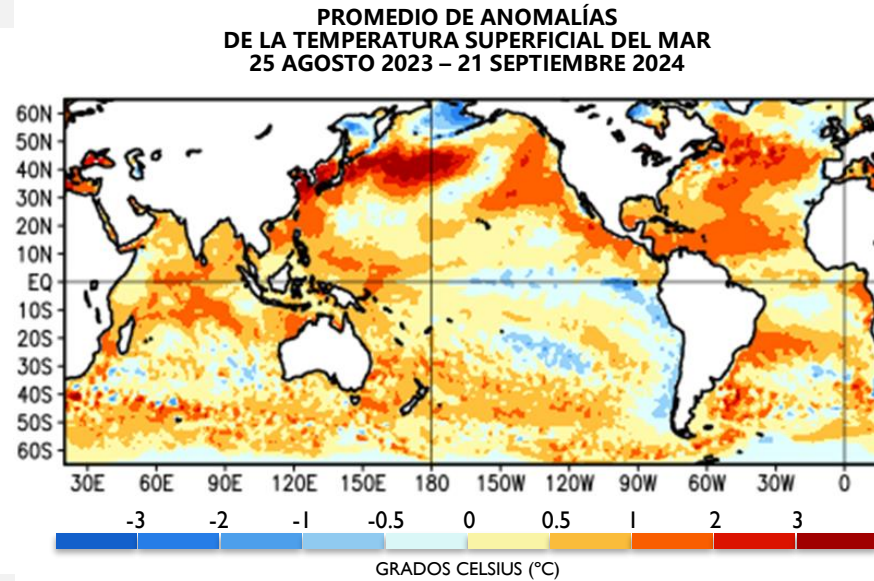 PROMEDIO DE ANOMALÍAS
DE LA TEMPERATURA SUPERFICIAL DEL MAR
25 AGOSTO 2023 – 21 SEPTIEMBRE 2024
60N
50N
40N
30N
20N
10N
EQ
10S
20S
30S
40S
50S
60S
30E 60E 90E 120E 150E 180 150W 120W 90W 60W 30W 0
-3 -2 -1 -0.5 0 0.5 1 2 3
GRADOS CELSIUS (°C)